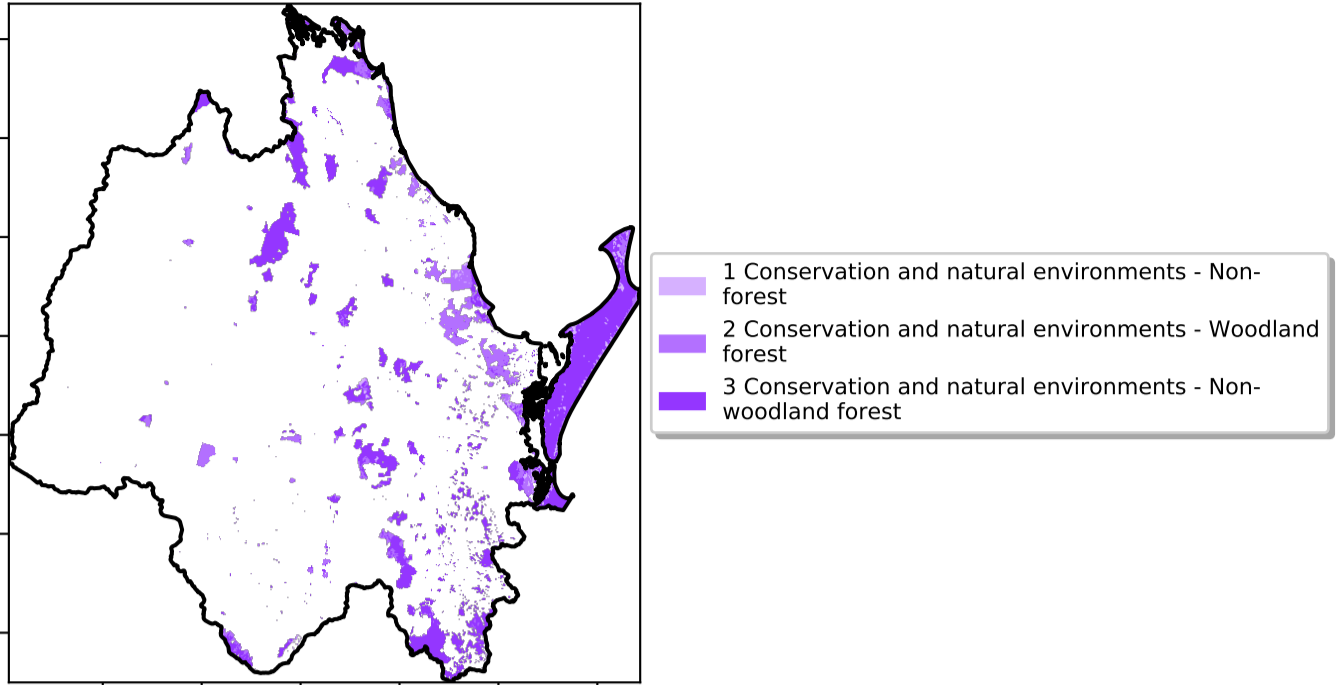 1 Conservation and natural environments - Non-
forest
2 Conservation and natural environments - Woodland
forest
3 Conservation and natural environments - Non-
woodland forest